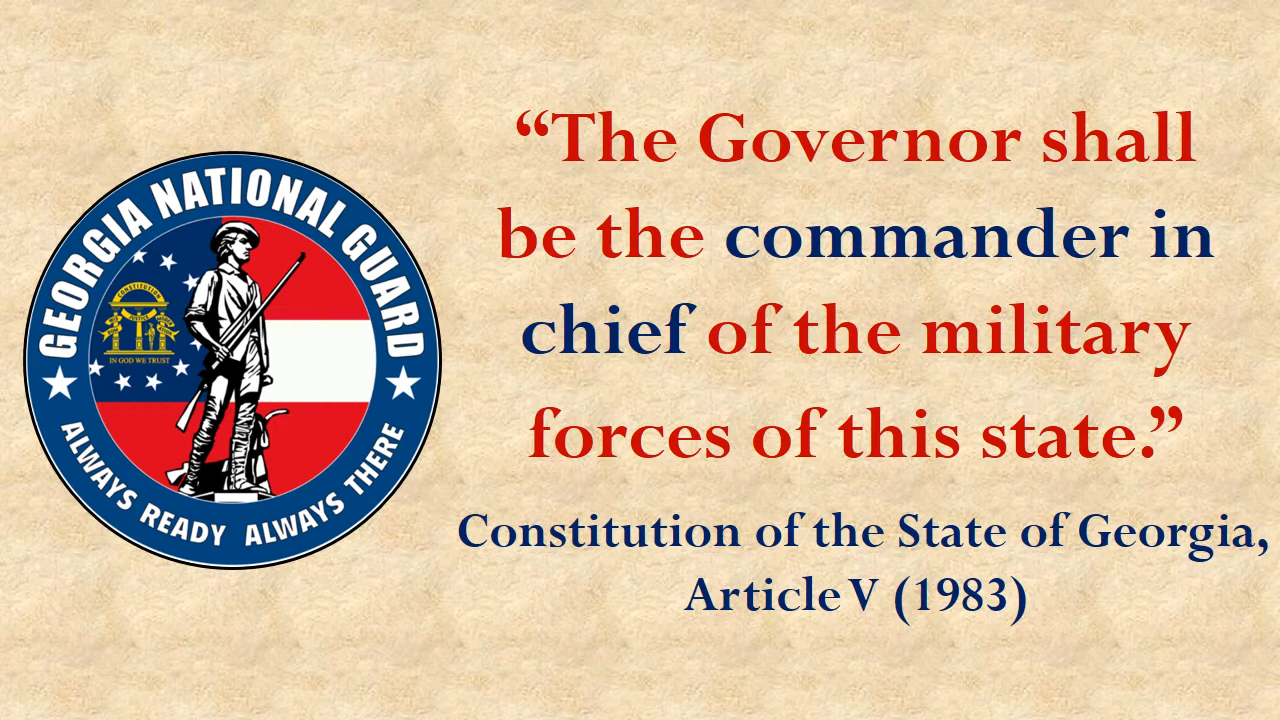 GEORGIA NATIONAL GUARD
CONSTITUTION
JUSTICE
IN GOD WE TRUST
ALWAYS READY ALWAYS THERE
“The Governor shall
be the commander in
chief of the military
forces of this state.”
Constitution of the State of Georgia,
Article V (1983)